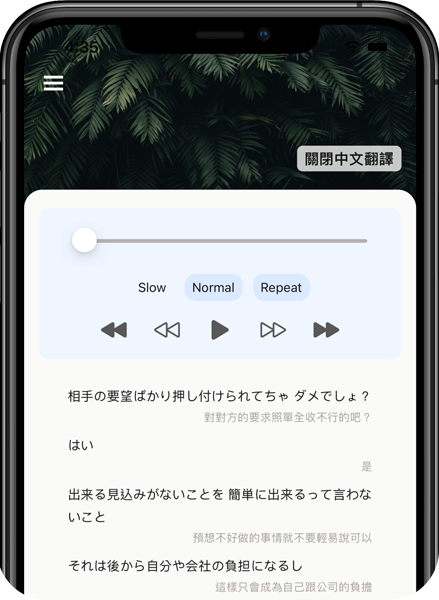 4:35
關閉中文翻譯
Slow Normal Repeat
相手の要望ばかり押し付けられてちゃ ダメでしょ？
對對方的要求照單全收不行的吧？
はい
是
出来る見込みがないことを 簡単に出来るって言わな
いこと
預想不好做的事情就不要輕易說可以
それは後から自分や会社の負担になるし
這樣只會成為自己跟公司的負擔